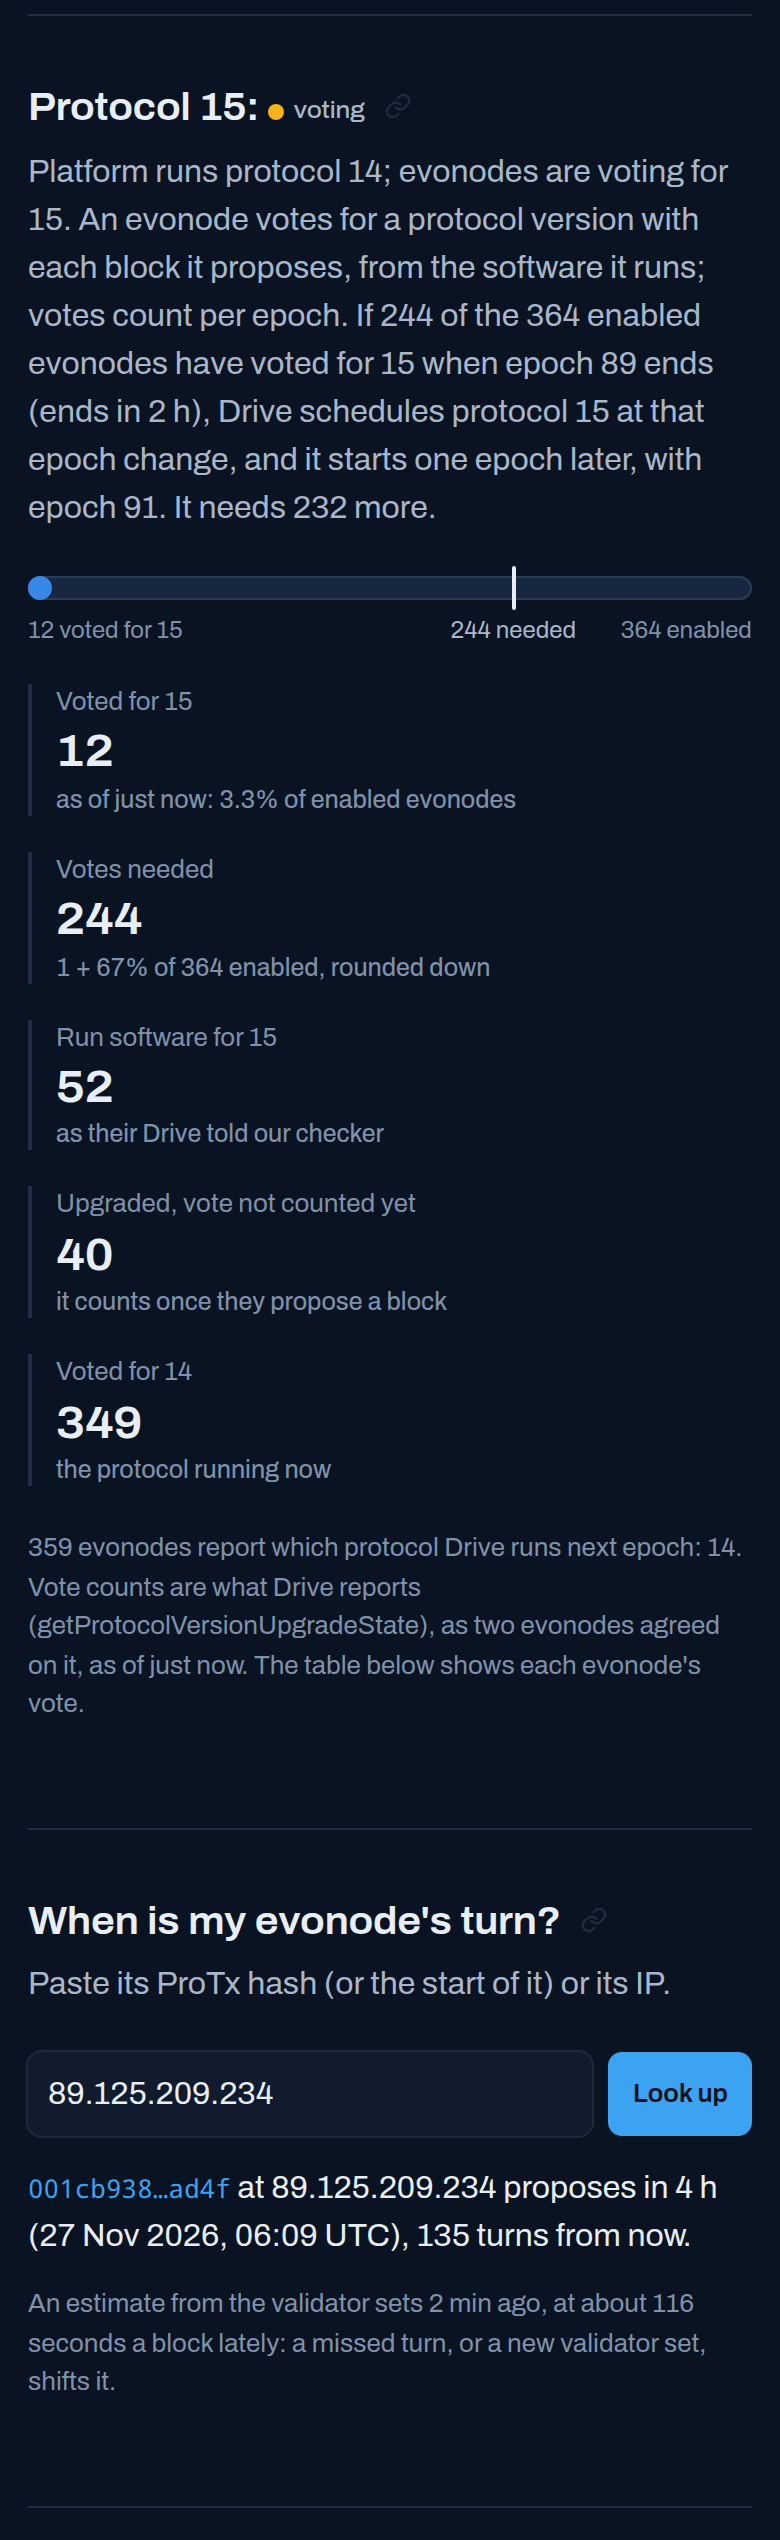 Protocol 15: voting
Platform runs protocol 14; evonodes are voting for
15. An evonode votes for a protocol version with
each block it proposes, from the software it runs;
votes count per epoch. If 244 of the 364 enabled
evonodes have voted for 15 when epoch 89 ends
(ends in 2 h), Drive schedules protocol 15 at that
epoch change, and it starts one epoch later, with
epoch 91. It needs 232 more.
12 voted for 15 244 needed 364 enabled
Voted for 15
12
as of just now: 3.3% of enabled evonodes
Votes needed
244
1 + 67% of 364 enabled, rounded down
Run software for 15
52
as their Drive told our checker
Upgraded, vote not counted yet
40
it counts once they propose a block
Voted for 14
349
the protocol running now
359 evonodes report which protocol Drive runs next epoch: 14.
Vote counts are what Drive reports
(getProtocolVersionUpgradeState), as two evonodes agreed
on it, as of just now. The table below shows each evonode's
vote.
When is my evonode's turn?
Paste its ProTx hash (or the start of it) or its IP.
89.125.209.234 Look up
001cb938…ad4f at 89.125.209.234 proposes in 4 h
(27 Nov 2026, 06:09 UTC), 135 turns from now.
An estimate from the validator sets 2 min ago, at about 116
seconds a block lately: a missed turn, or a new validator set,
shifts it.